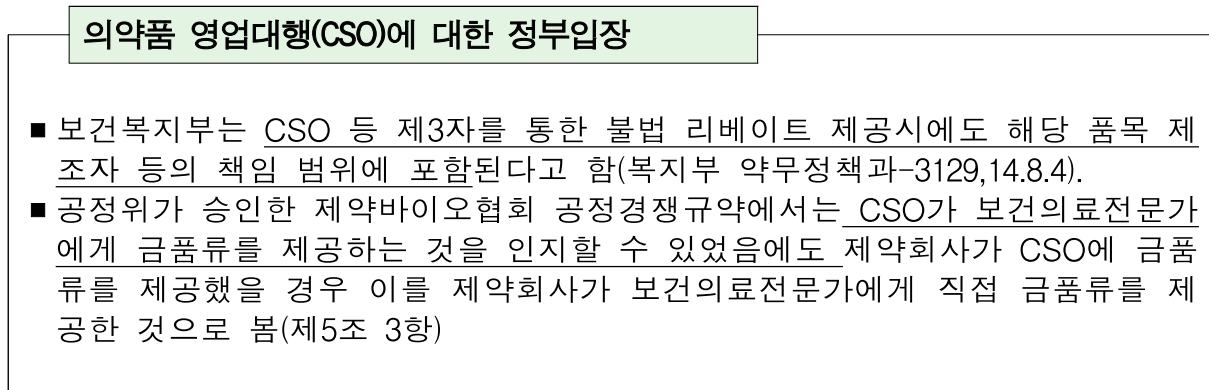 의약품 영업대행(CSO)에 대한 정부입장
■ 보건복지부는 CSO 등 제3자를 통한 불법 리베이트 제공시에도 해당 품목 제
조자 등의 책임 범위에 포함된다고 함(복지부 약무정책과-3129,14.8.4).
■ 공정위가 승인한 제약바이오협회 공정경쟁규약에서는 CSO가 보건의료전문가
에게 금품류를 제공하는 것을 인지할 수 있었음에도 제약회사가 CSO에 금품
류를 제공했을 경우 이를 제약회사가 보건의료전문가에게 직접 금품류를 제
공한 것으로 봄(제5조 3항)